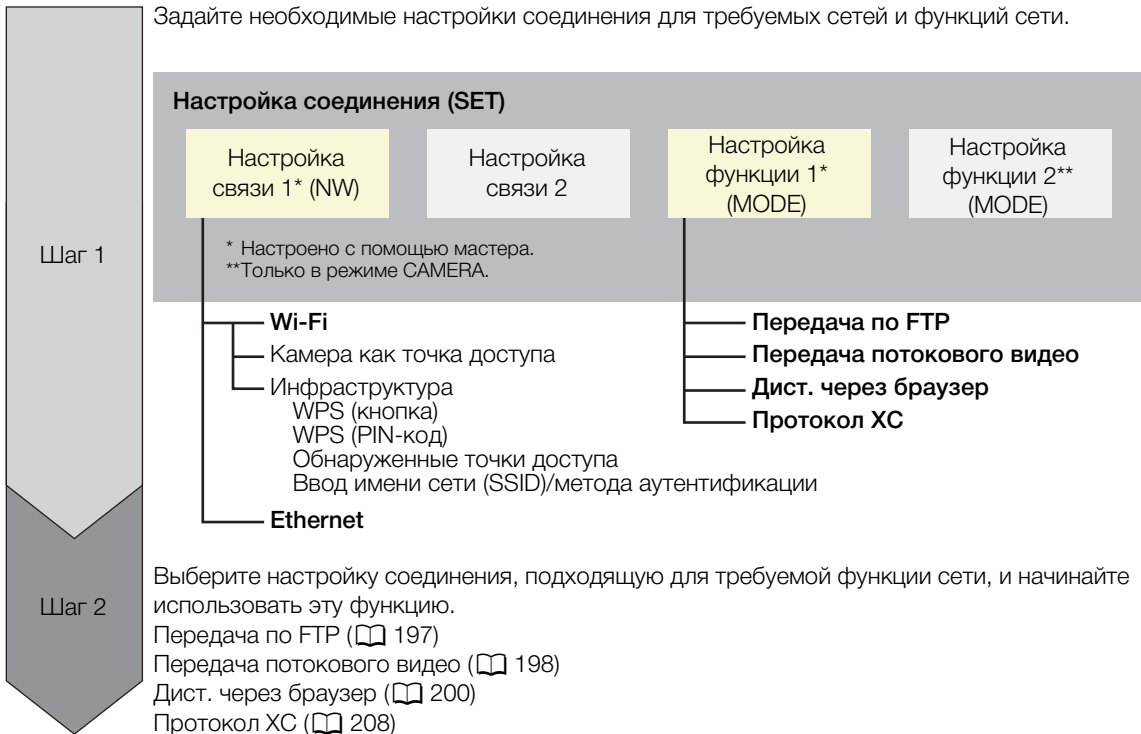 Задайте необходимые настройки соединения для требуемых сетей и функций сети.
Шаг 1
Настройка соединения (SET)
Настройка
связи 1* (NW)
Настройка
связи 2
Настройка
функции 1*
(MODE)
Настройка
функции 2**
(MODE)
* Настроено с помощью мастера.
**Только в режиме CAMERA.
Wi-Fi
Камера как точка доступа
Инфраструктура
WPS (кнопка)
WPS (PIN-код)
Обнаруженные точки доступа
Ввод имени сети (SSID)/метода аутентификации
Ethernet
Передача по FTP
Передача потокового видео
Дист. через браузер
Протокол XC
Шаг 2
Выберите настройку соединения, подходящую для требуемой функции сети, и начинайте
использовать эту функцию.
Передача по FTP (197)
Передача потокового видео (198)
Дист. через браузер (200)
Протокол XC (208)